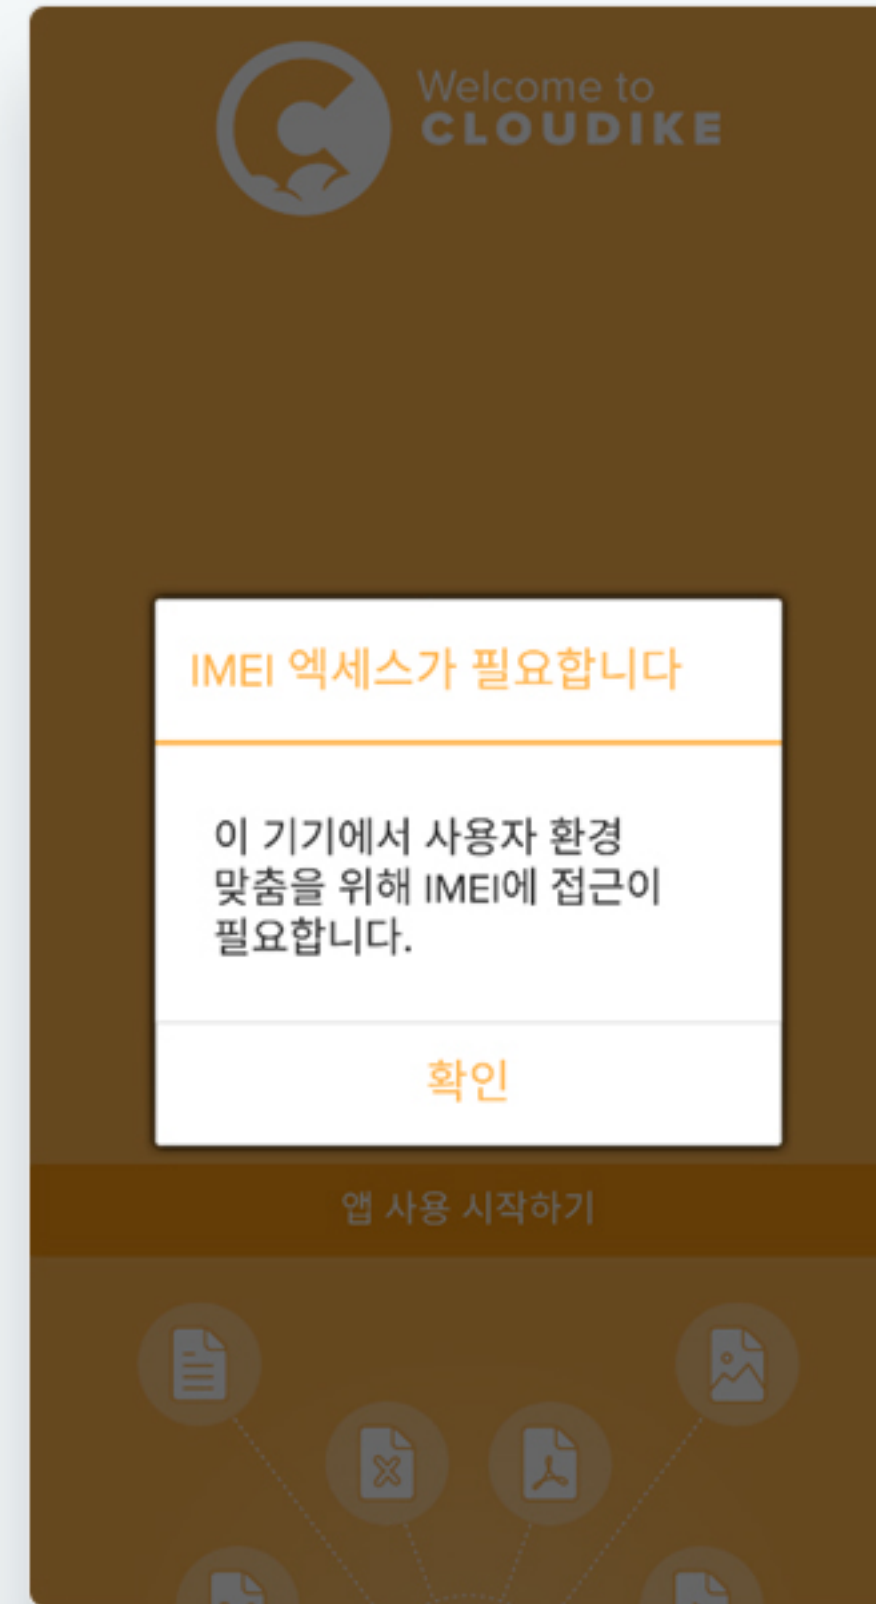 Welcome to
CLOUDIKE
IMEI 엑세스가 필요합니다
이 기기에서 사용자 환경
맞춤을 위해 IMEI에 접근이
필요합니다.
확인
앱 사용 시작하기